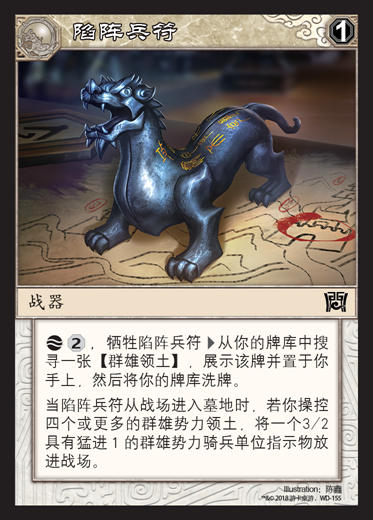 陷阵兵符 1
战器
2，牺牲陷阵兵符▶从你的牌库中搜
寻一张【群雄领土】，展示该牌并置于你
手上，然后将你的牌库洗牌。
当陷阵兵符从战场进入墓地时，若你操控
四个或更多的群雄势力领土，将一个3/2
具有猛进1的群雄势力骑兵单位指示物放
进战场。
Illustration: 陈鑫
™&©2018.游卡桌游．WD-155